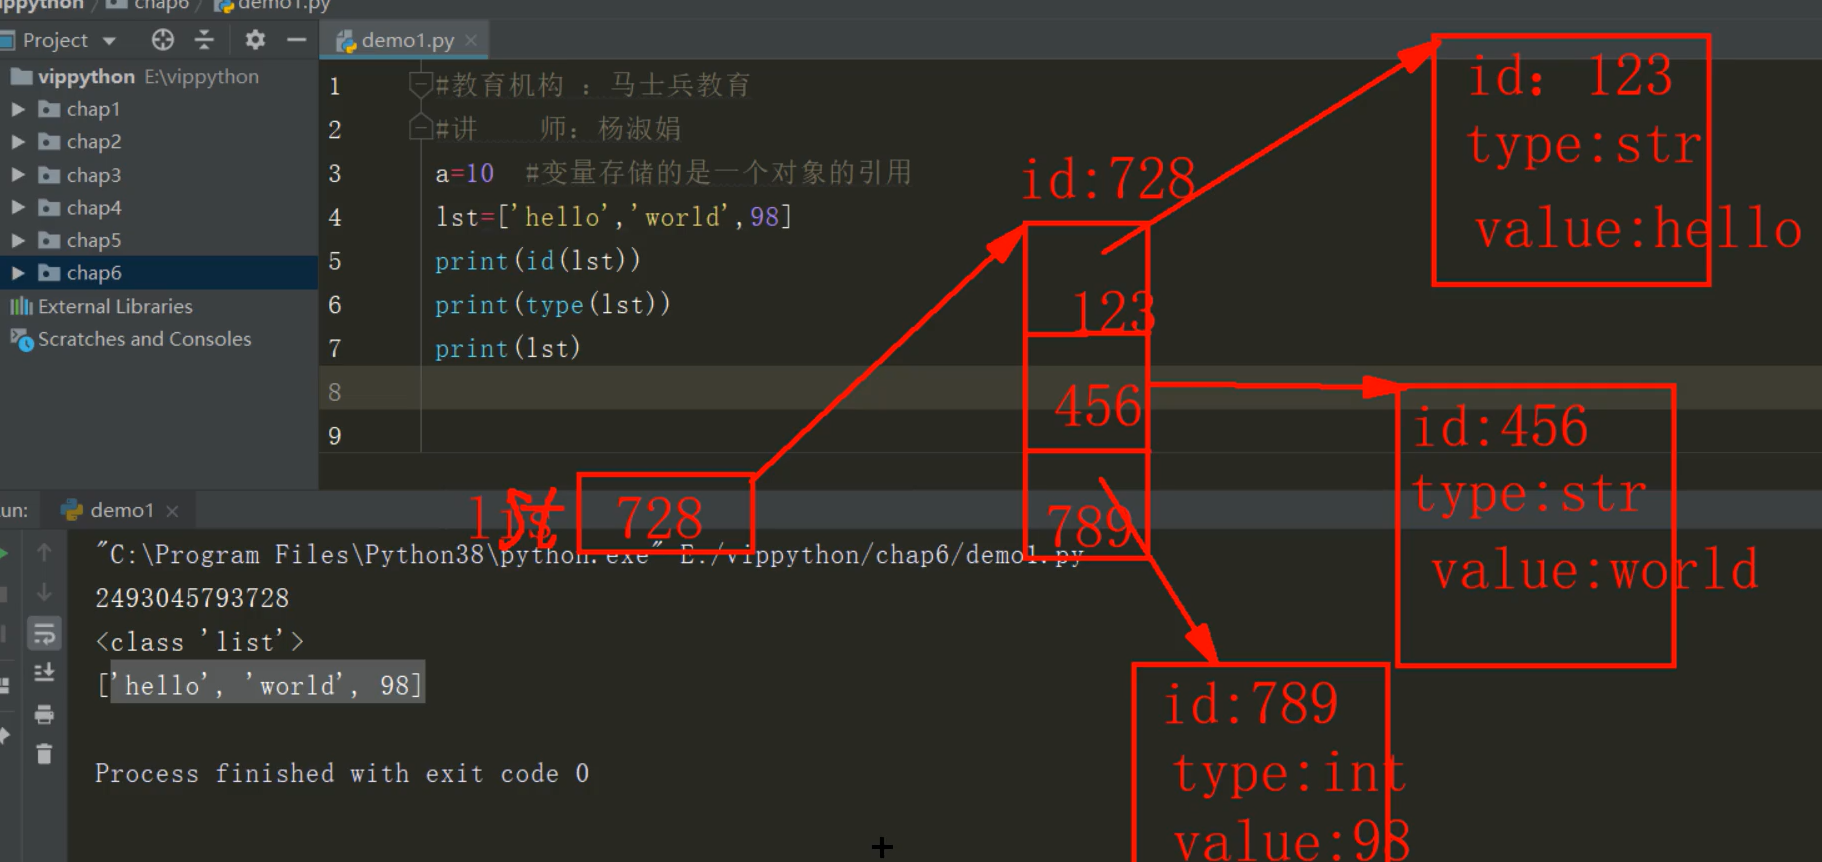 vippython / chap6 / demo1.py
Project
demo1.py ×
vippython E:\vippython
chap1
chap2
chap3
chap4
chap5
chap6
External Libraries
Scratches and Consoles
1 #教育机构 ：马士兵教育
2 #讲    师：杨淑娟
3 a=10  #变量存储的是一个对象的引用
4 lst=['hello','world',98]
5 print(id(lst))
6 print(type(lst))
7 print(lst)
8
9
id:728
123
456
789
id: 123
type:str
value:hello
id:456
type:str
value:world
id:789
type:int
value:98
728
un: demo1 ×
"C:\Program Files\Python38\python.exe" E:/vippython/chap6/demo1.py
2493045793728
<class 'list'>
['hello', 'world', 98]
Process finished with exit code 0